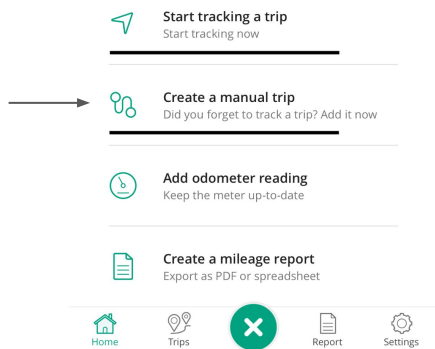 Start tracking a trip
Start tracking now
Create a manual trip
Did you forget to track a trip? Add it now
Add odometer reading
Keep the meter up-to-date
Create a mileage report
Export as PDF or spreadsheet
Home Trips Report Settings